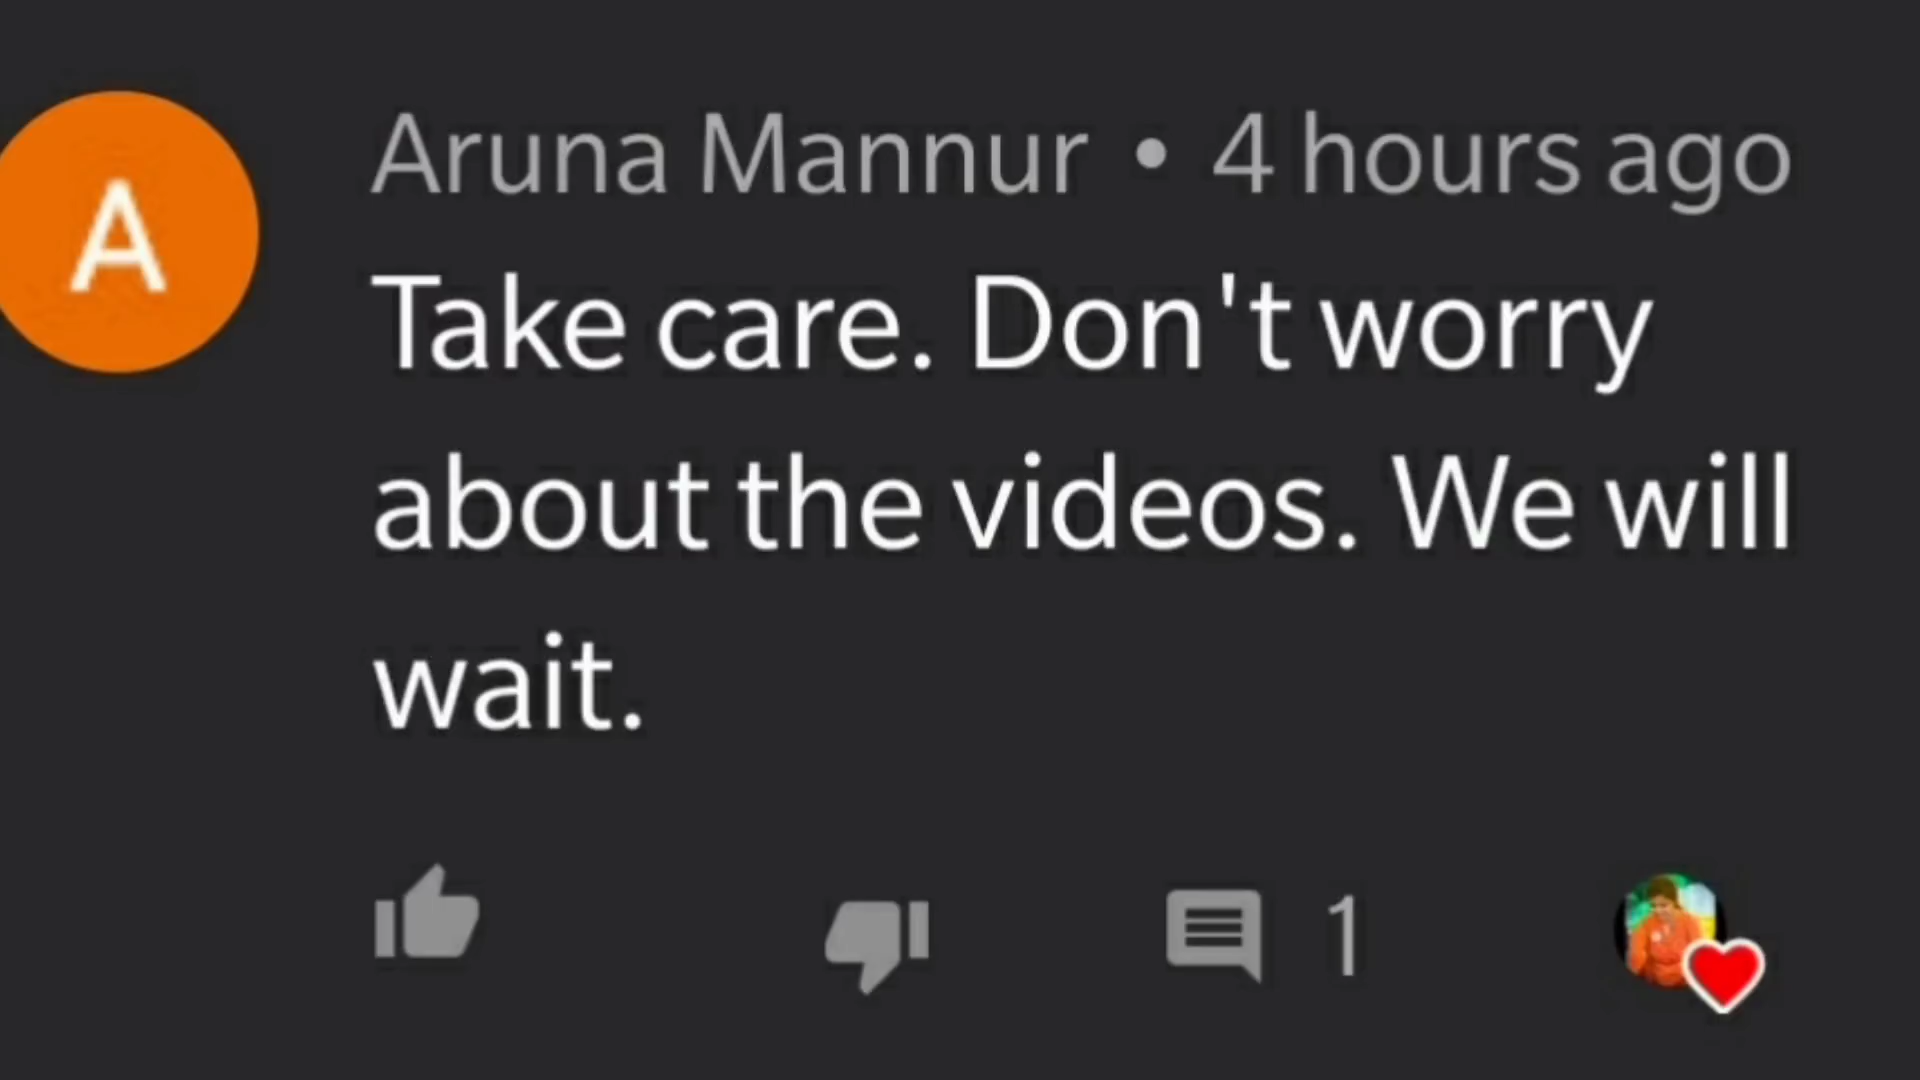 A
Aruna Mannur • 4 hours ago
Take care. Don't worry
about the videos. We will
wait.
1